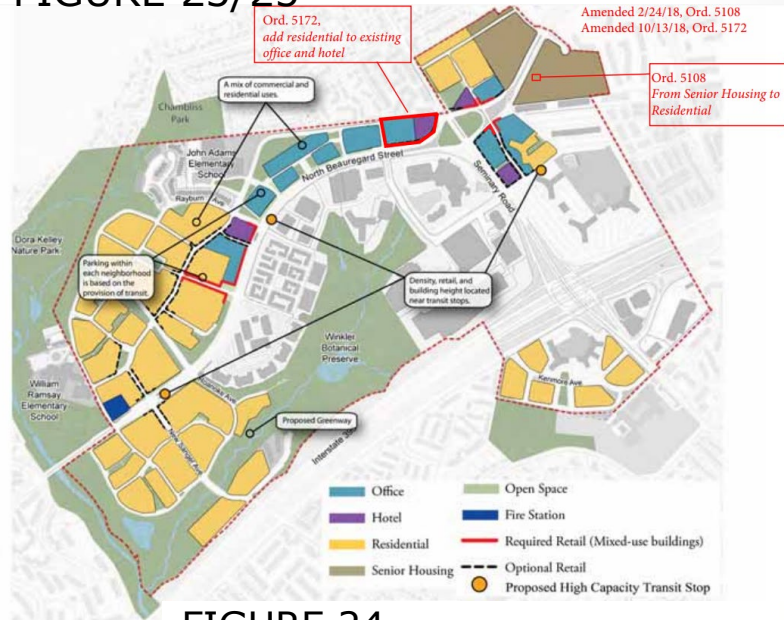 FIGURE 23/25
Ord. 5172,
add residential to existing
office and hotel
Amended 2/24/18, Ord. 5108
Amended 10/13/18, Ord. 5172
Ord. 5108
From Senior Housing to
Residential
A mix of commercial and
residential uses.
Chambliss
Park
John Adams
Elementary
School
North Beauregard Street
Seminary Road
Rayburn Ave
Dora Kelley
Nature Park
Parking within
each neighborhood
is based on the
provision of transit.
Density, retail, and
building height located
near transit stops.
Winkler
Botanical
Preserve
William
Ramsay
Elementary
School
Roanoke Ave
Kenmore Ave
Proposed Greenway
New Sanger Ave
Interstate
Office
Hotel
Residential
Senior Housing
Open Space
Fire Station
Required Retail (Mixed-use buildings)
Optional Retail
Proposed High Capacity Transit Stop
FIGURE 24